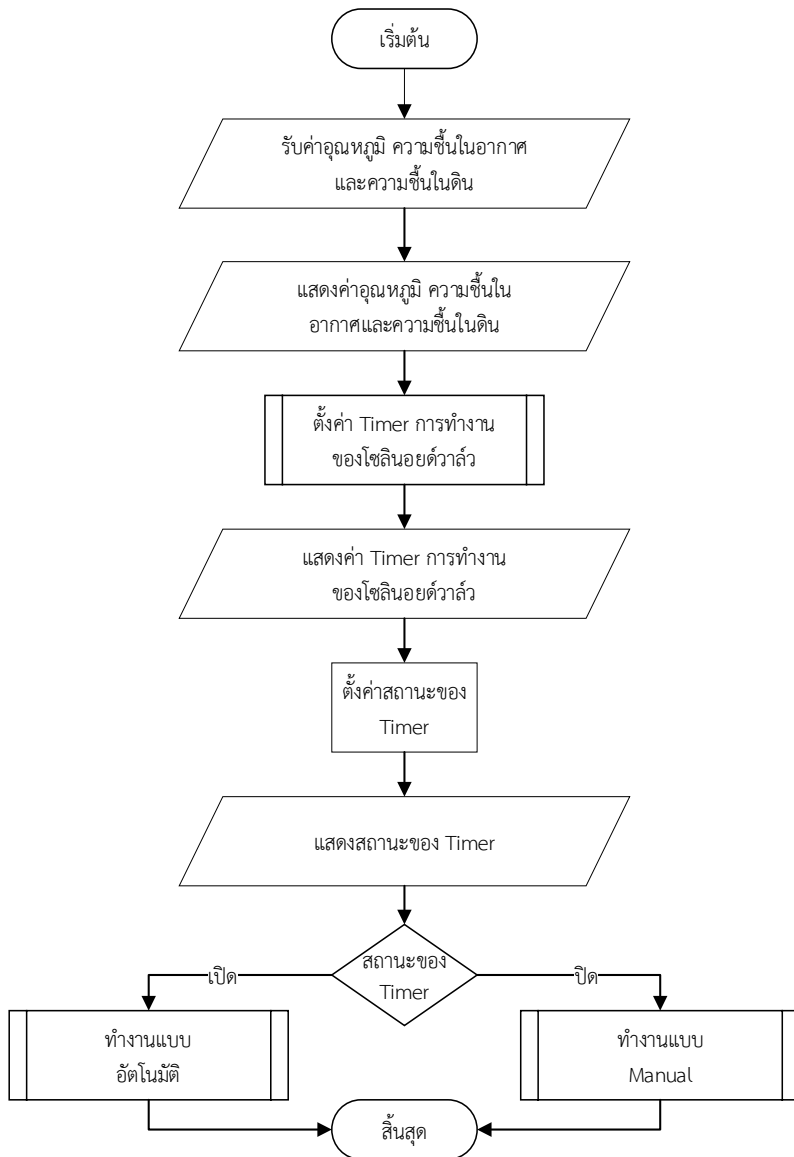 เริ่มต้น
รับค่าอุณหภูมิ ความชื้นในอากาศ
และความชื้นในดิน
แสดงค่าอุณหภูมิ ความชื้นใน
อากาศและความชื้นในดิน
ตั้งค่า Timer การทำงาน
ของโซลินอยด์วาล์ว
แสดงค่า Timer การทำงาน
ของโซลินอยด์วาล์ว
ตั้งค่าสถานะของ
Timer
แสดงสถานะของ Timer
สถานะของ
Timer
เปิด
ปิด
ทำงานแบบ
อัตโนมัติ
ทำงานแบบ
Manual
สิ้นสุด